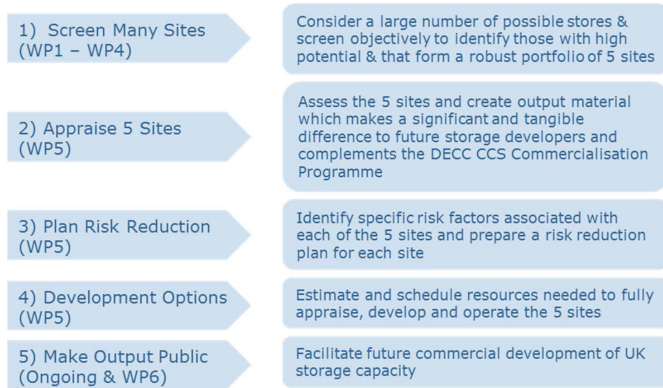 1) Screen Many Sites
(WP1 – WP4)
Consider a large number of possible stores &
screen objectively to identify those with high
potential & that form a robust portfolio of 5 sites
2) Appraise 5 Sites
(WP5)
Assess the 5 sites and create output material
which makes a significant and tangible
difference to future storage developers and
complements the DECC CCS Commercialisation
Programme
3) Plan Risk Reduction
(WP5)
Identify specific risk factors associated with
each of the 5 sites and prepare a risk reduction
plan for each site
4) Development Options
(WP5)
Estimate and schedule resources needed to fully
appraise, develop and operate the 5 sites
5) Make Output Public
(Ongoing & WP6)
Facilitate future commercial development of UK
storage capacity